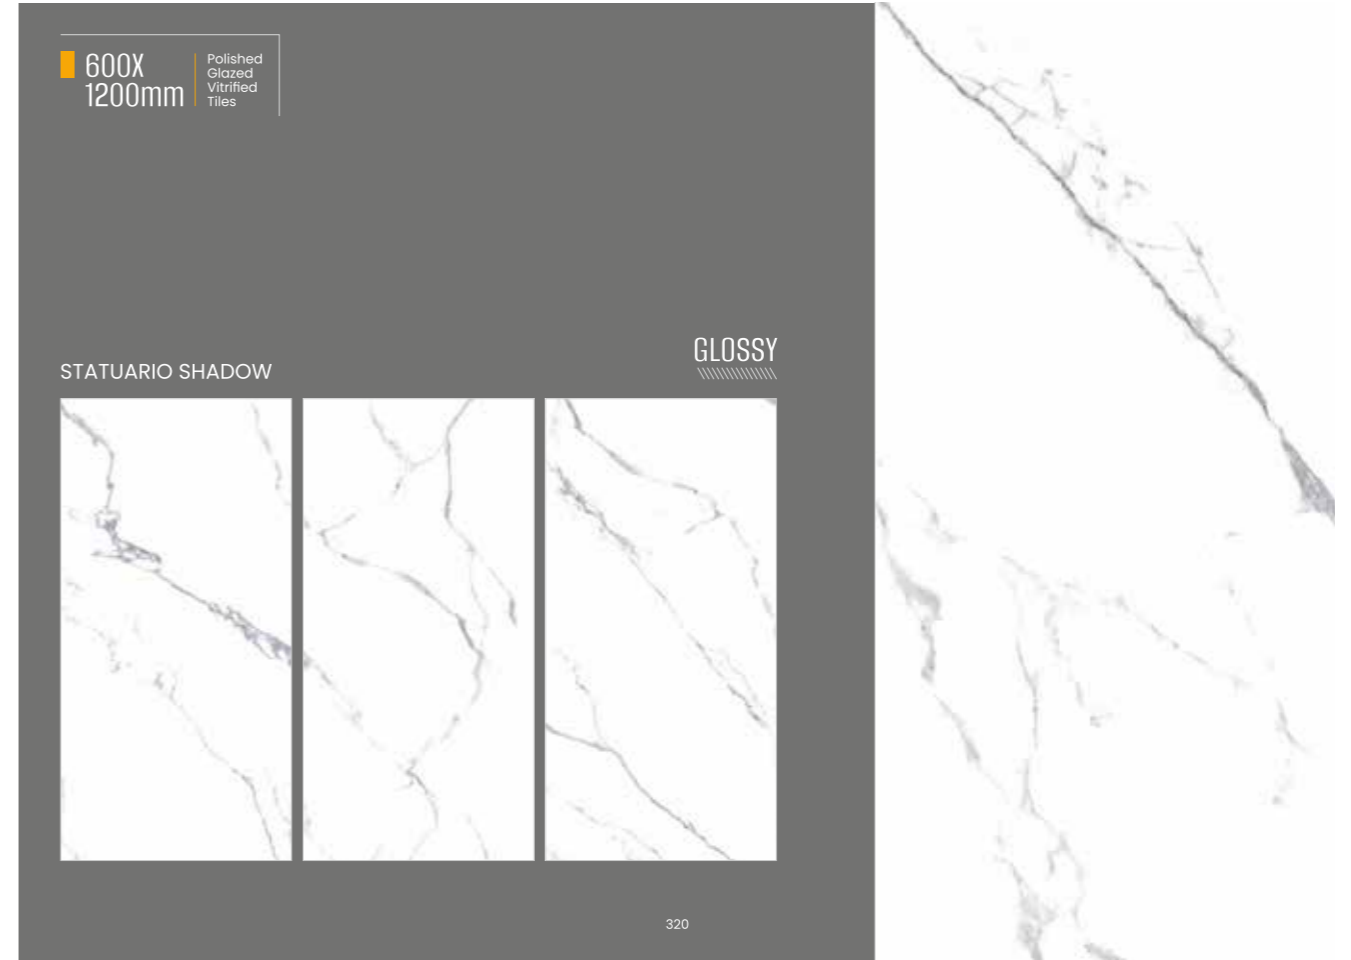 600X
1200mm
Polished
Glazed
Vitrified
Tiles
GLOSSY
STATUARIO SHADOW
320